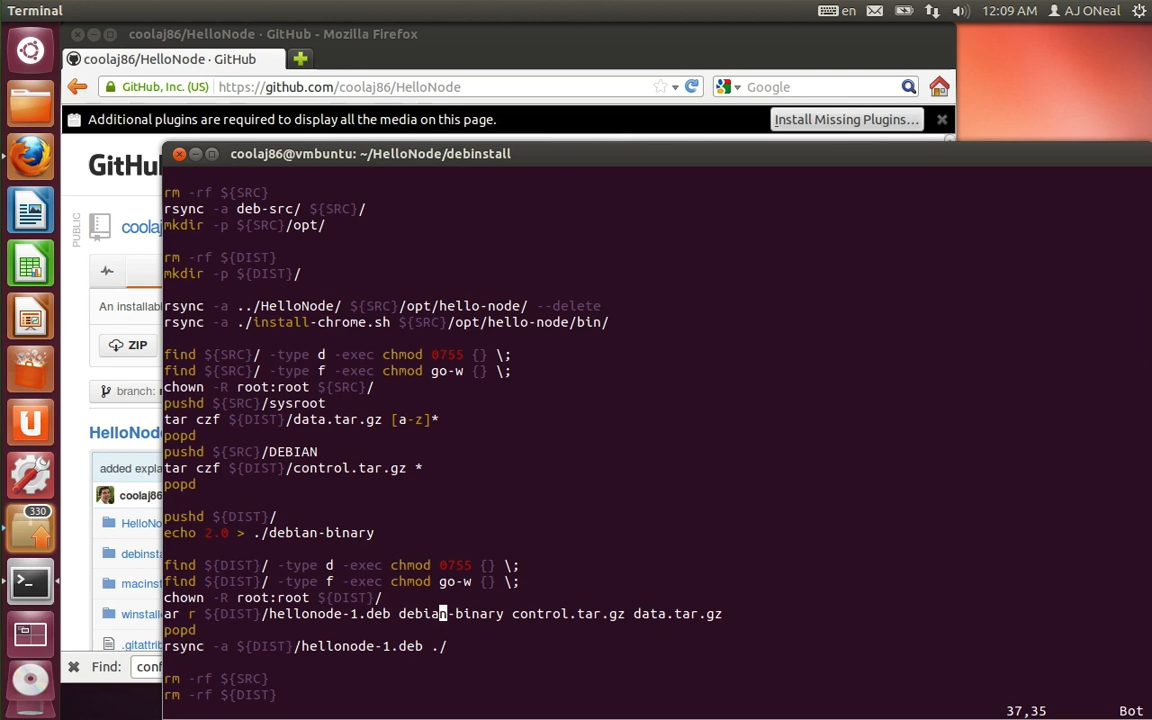 Terminal
en
12:09 AM
AJ ONeal
coolaj86/HelloNode · GitHub - Mozilla Firefox
coolaj86/HelloNode · GitHub
GitHub, Inc. (US)
https://github.com/coolaj86/HelloNode
Google
Additional plugins are required to display all the media on this page.
Install Missing Plugins...
GitHu
PUBLIC
coolaj
An installab
ZIP
branch:
HelloNod
added expla
coolaj86
HelloNo
debinst
macins
winstal
.gitattrib
Find:
conf
330
coolaj86@vmbuntu: ~/HelloNode/debinstall
rm -rf ${SRC}
rsync -a deb-src/ ${SRC}/
mkdir -p ${SRC}/opt/
rm -rf ${DIST}
mkdir -p ${DIST}/
rsync -a ../HelloNode/ ${SRC}/opt/hello-node/ --delete
rsync -a ./install-chrome.sh ${SRC}/opt/hello-node/bin/
find ${SRC}/ -type d -exec chmod 0755 {} \;
find ${SRC}/ -type f -exec chmod go-w {} \;
chown -R root:root ${SRC}/
pushd ${SRC}/sysroot
tar czf ${DIST}/data.tar.gz [a-z]*
popd
pushd ${SRC}/DEBIAN
tar czf ${DIST}/control.tar.gz *
popd
pushd ${DIST}/
echo 2.0 > ./debian-binary
find ${DIST}/ -type d -exec chmod 0755 {} \;
find ${DIST}/ -type f -exec chmod go-w {} \;
chown -R root:root ${DIST}/
ar r ${DIST}/hellonode-1.deb debian-binary control.tar.gz data.tar.gz
popd
rsync -a ${DIST}/hellonode-1.deb ./
rm -rf ${SRC}
rm -rf ${DIST}
37,35
Bot